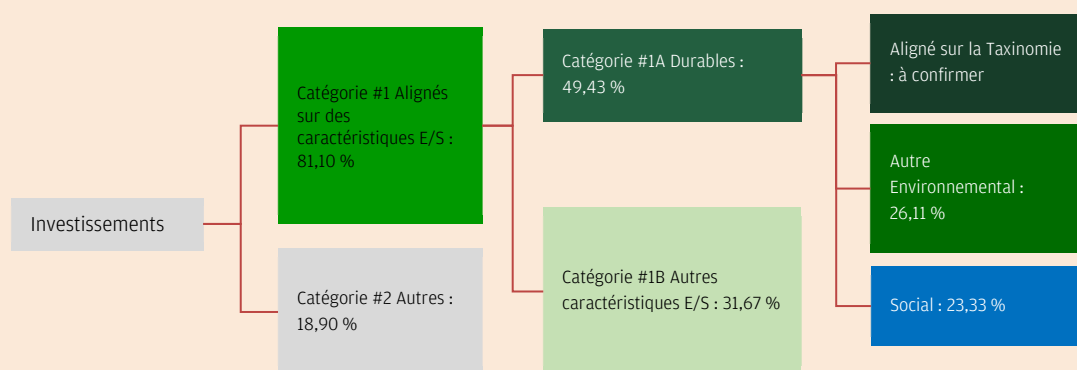 Investissements
Catégorie #1 Alignés
sur des
caractéristiques E/S :
81,10 %
Catégorie #2 Autres :
18,90 %
Catégorie #1A Durables :
49,43 %
Catégorie #1B Autres
caractéristiques E/S : 31,67 %
Aligné sur la Taxinomie
: à confirmer
Autre
Environnemental :
26,11 %
Social : 23,33 %